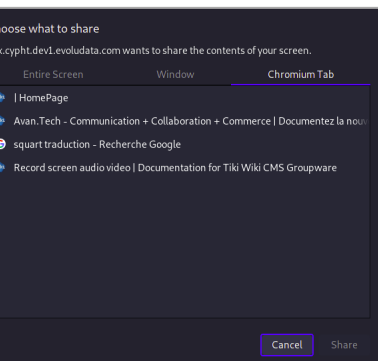 oose what to share
x.cypht.dev1.evoludata.com wants to share the contents of your screen.
Entire Screen Window Chromium Tab
| HomePage
Avan.Tech - Communication + Collaboration + Commerce | Documentez la nouv
squart traduction - Recherche Google
Record screen audio video | Documentation for Tiki Wiki CMS Groupware
Cancel Share